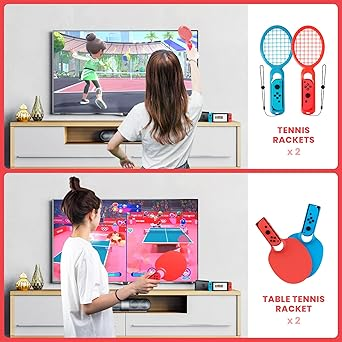 TENNIS
RACKETS
x 2
TABLE TENNIS
RACKET
x 2